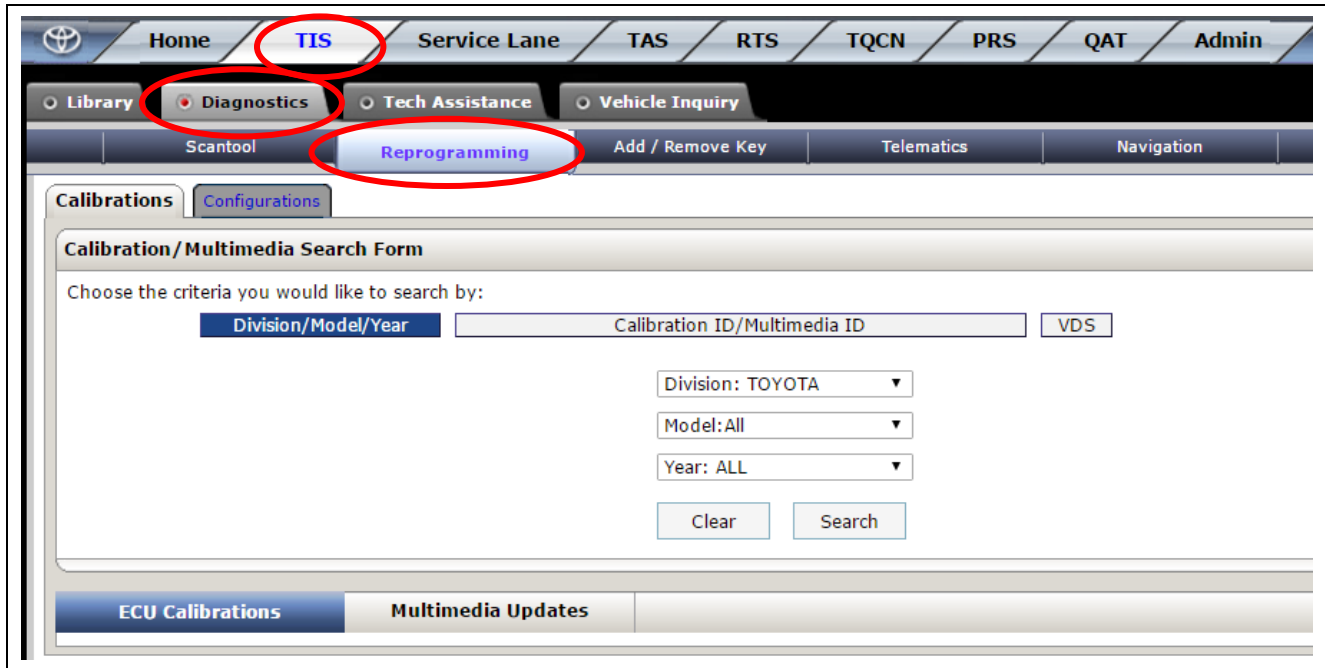 Home TIS Service Lane TAS RTS TQCN PRS QAT Admin
Library Diagnostics Tech Assistance Vehicle Inquiry
Scantool Reprogramming Add / Remove Key Telematics Navigation
Calibrations Configurations
Calibration/Multimedia Search Form
Choose the criteria you would like to search by:
Division/Model/Year Calibration ID/Multimedia ID VDS
Division: TOYOTA
Model:All
Year: ALL
Clear Search
ECU Calibrations Multimedia Updates